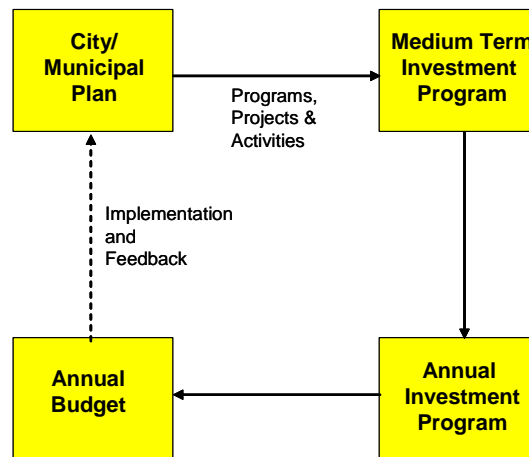 City/
Municipal
Plan
Medium Term
Investment
Program
Programs,
Projects &
Activities
Implementation
and
Feedback
Annual
Budget
Annual
Investment
Program